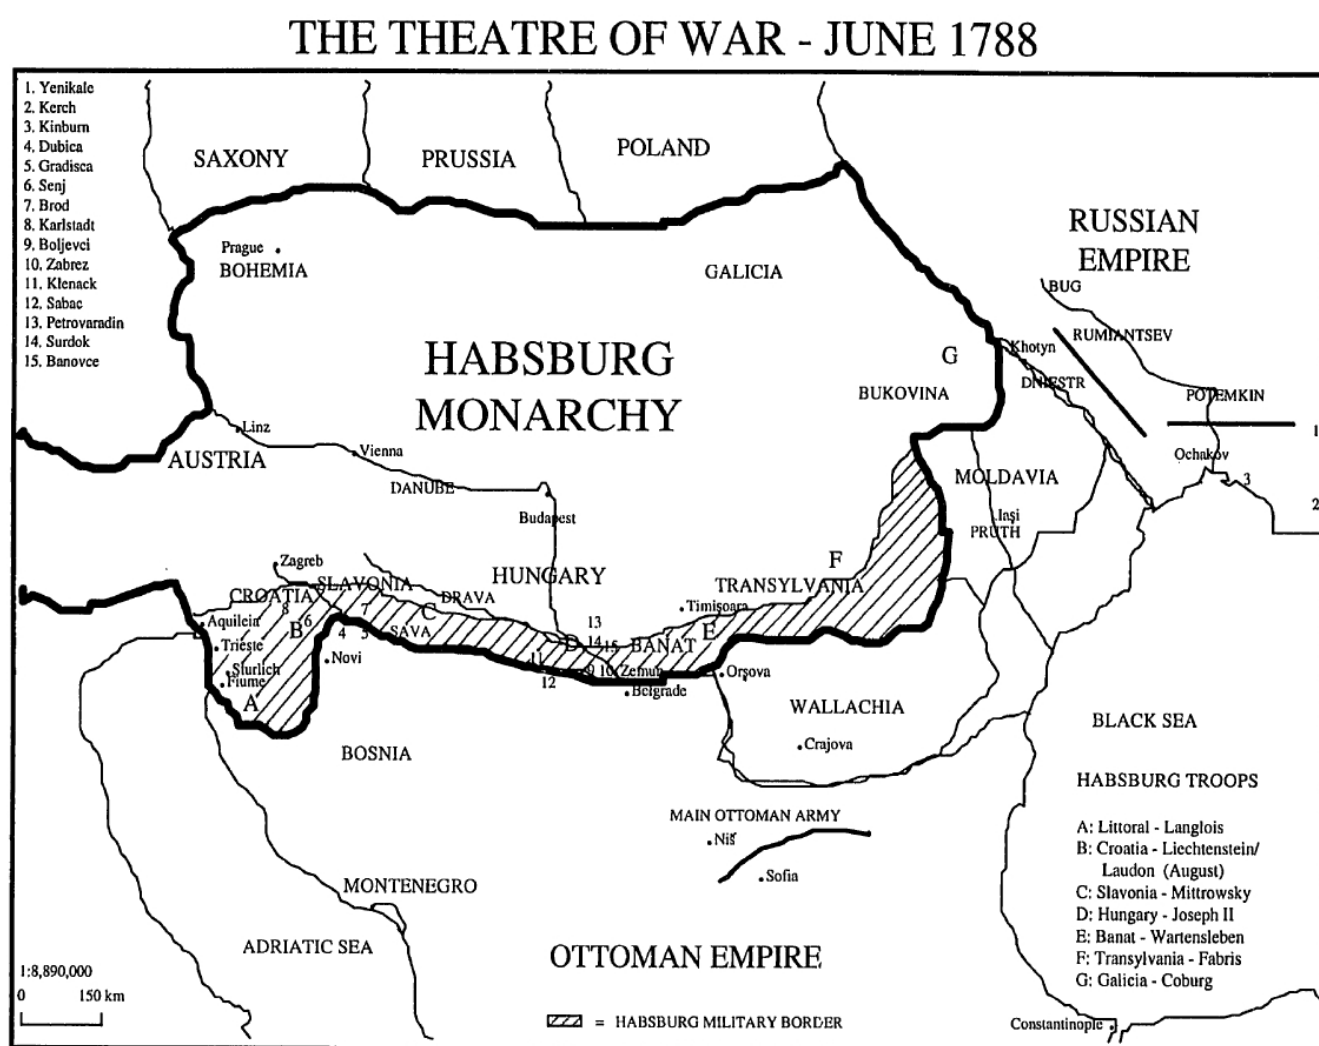 THE THEATRE OF WAR - JUNE 1788
1. Yenikale
2. Kerch
3. Kinburn
4. Dubica
5. Gradisca
6. Senj
7. Brod
8. Karlstadt
9. Boljevci
10. Zabrez
11. Klenack
12. Sabac
13. Petrovaradin
14. Surdok
15. Banovce
SAXONY
PRUSSIA
POLAND
RUSSIAN
EMPIRE
Prague
BOHEMIA
GALICIA
BUG
RUMIANTSEV
HABSBURG
MONARCHY
G
Khotyn
DNIESTR
BUKOVINA
POTEMKIN
1
Linz
Vienna
AUSTRIA
Ochakov
DANUBE
MOLDAVIA
3
2
Budapest
Iaşi
PRUTH
Zagreb
F
HUNGARY
CROATIA
SLAVONIA
DRAVA
TRANSYLVANIA
8
7
C
Timişoara
Aquileia
6
B
4
5
SAVA
13
E
Trieste
D
14
15
BANAT
Novi
11
Slurlich
9
10
Zemun
Orşova
Fiume
12
Belgrade
A
WALLACHIA
BLACK SEA
Crajova
BOSNIA
HABSBURG TROOPS
A: Littoral - Langlois
B: Croatia - Liechtenstein/
Laudon (August)
C: Slavonia - Mittrowsky
D: Hungary - Joseph II
E: Banat - Wartensleben
F: Transylvania - Fabris
G: Galicia - Coburg
MAIN OTTOMAN ARMY
Niš
Sofia
MONTENEGRO
ADRIATIC SEA
OTTOMAN EMPIRE
1:8,890,000
0 150 km
= HABSBURG MILITARY BORDER
Constantinople